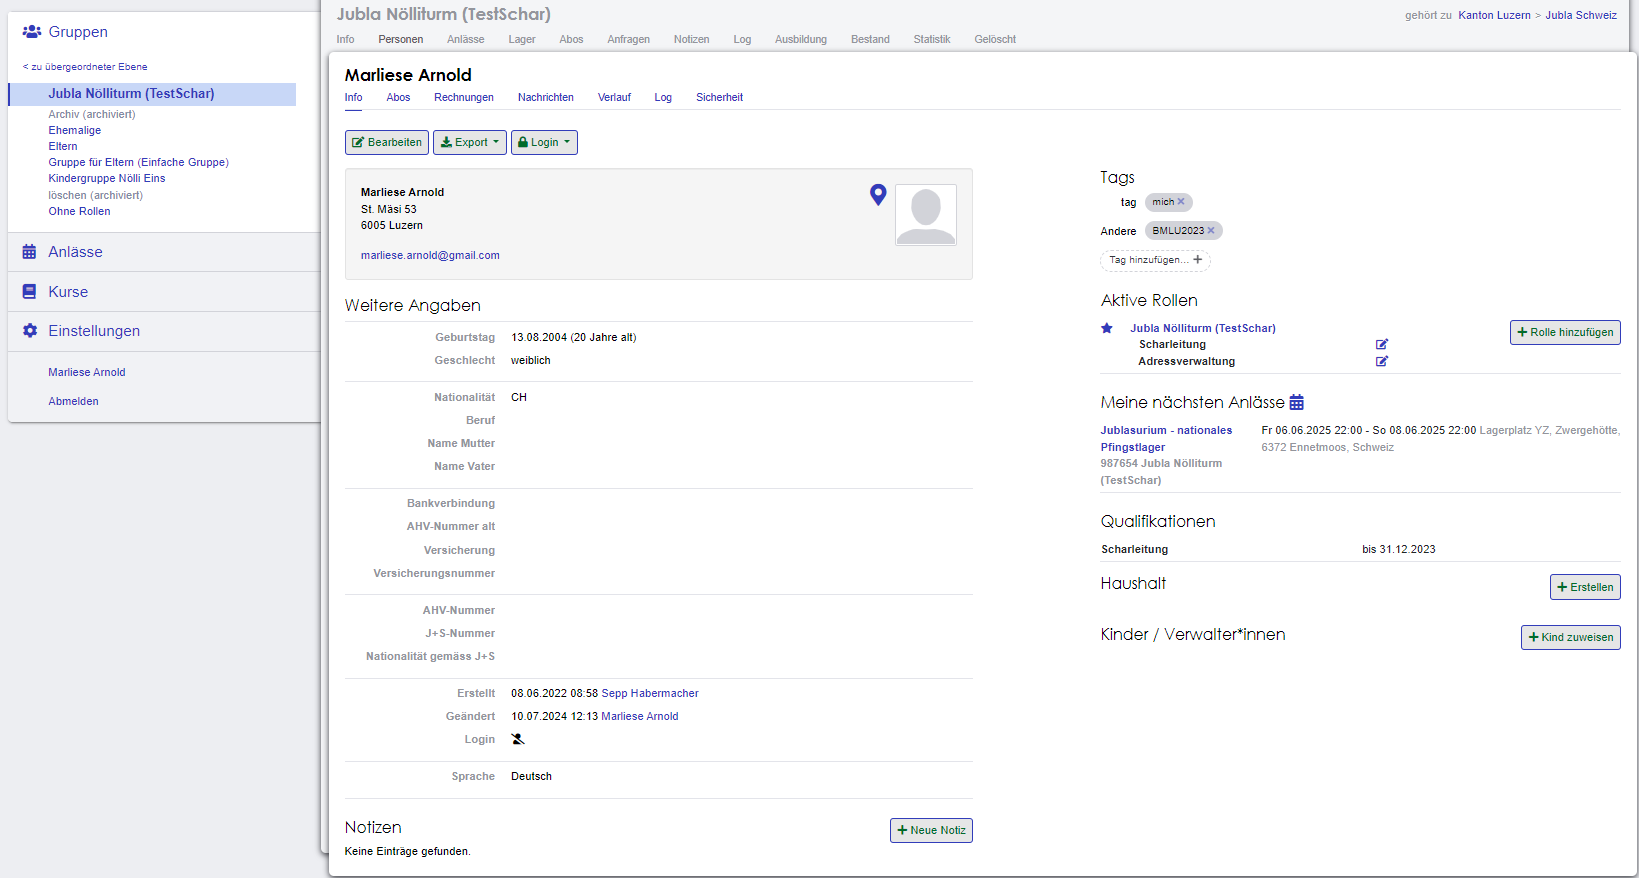 Gruppen
< zu übergeordneter Ebene
Jubla Nölliturm (TestSchar)
Archiv (archiviert)
Ehemalige
Eltern
Gruppe für Eltern (Einfache Gruppe)
Kindergruppe Nölli Eins
löschen (archiviert)
Ohne Rollen
Anlässe
Kurse
Einstellungen
Marliese Arnold
Abmelden
Jubla Nölliturm (TestSchar)
gehört zu Kanton Luzern > Jubla Schweiz
Info Personen Anlässe Lager Abos Anfragen Notizen Log Ausbildung Bestand Statistik Gelöscht
Marliese Arnold
Info Abos Rechnungen Nachrichten Verlauf Log Sicherheit
Bearbeiten Export Login
Marliese Arnold
St. Mäsi 53
6005 Luzern
marliese.arnold@gmail.com
Weitere Angaben
Geburtstag 13.08.2004 (20 Jahre alt)
Geschlecht weiblich
Nationalität CH
Beruf
Name Mutter
Name Vater
Bankverbindung
AHV-Nummer alt
Versicherung
Versicherungsnummer
AHV-Nummer
J+S-Nummer
Nationalität gemäss J+S
Erstellt 08.06.2022 08:58 Sepp Habermacher
Geändert 10.07.2024 12:13 Marliese Arnold
Login
Sprache Deutsch
Notizen
+ Neue Notiz
Keine Einträge gefunden.
Tags
tag mich ×
Andere BMLU2023 ×
Tag hinzufügen... +
Aktive Rollen
Jubla Nölliturm (TestSchar)
+ Rolle hinzufügen
Scharleitung
Adressverwaltung
Meine nächsten Anlässe
Jublasurium - nationales
Pfingstlager
987654 Jubla Nölliturm
(TestSchar)
Fr 06.06.2025 22:00 - So 08.06.2025 22:00 Lagerplatz YZ, Zwergehötte,
6372 Ennetmoos, Schweiz
Qualifikationen
Scharleitung bis 31.12.2023
Haushalt
+ Erstellen
Kinder / Verwalter*innen
+ Kind zuweisen